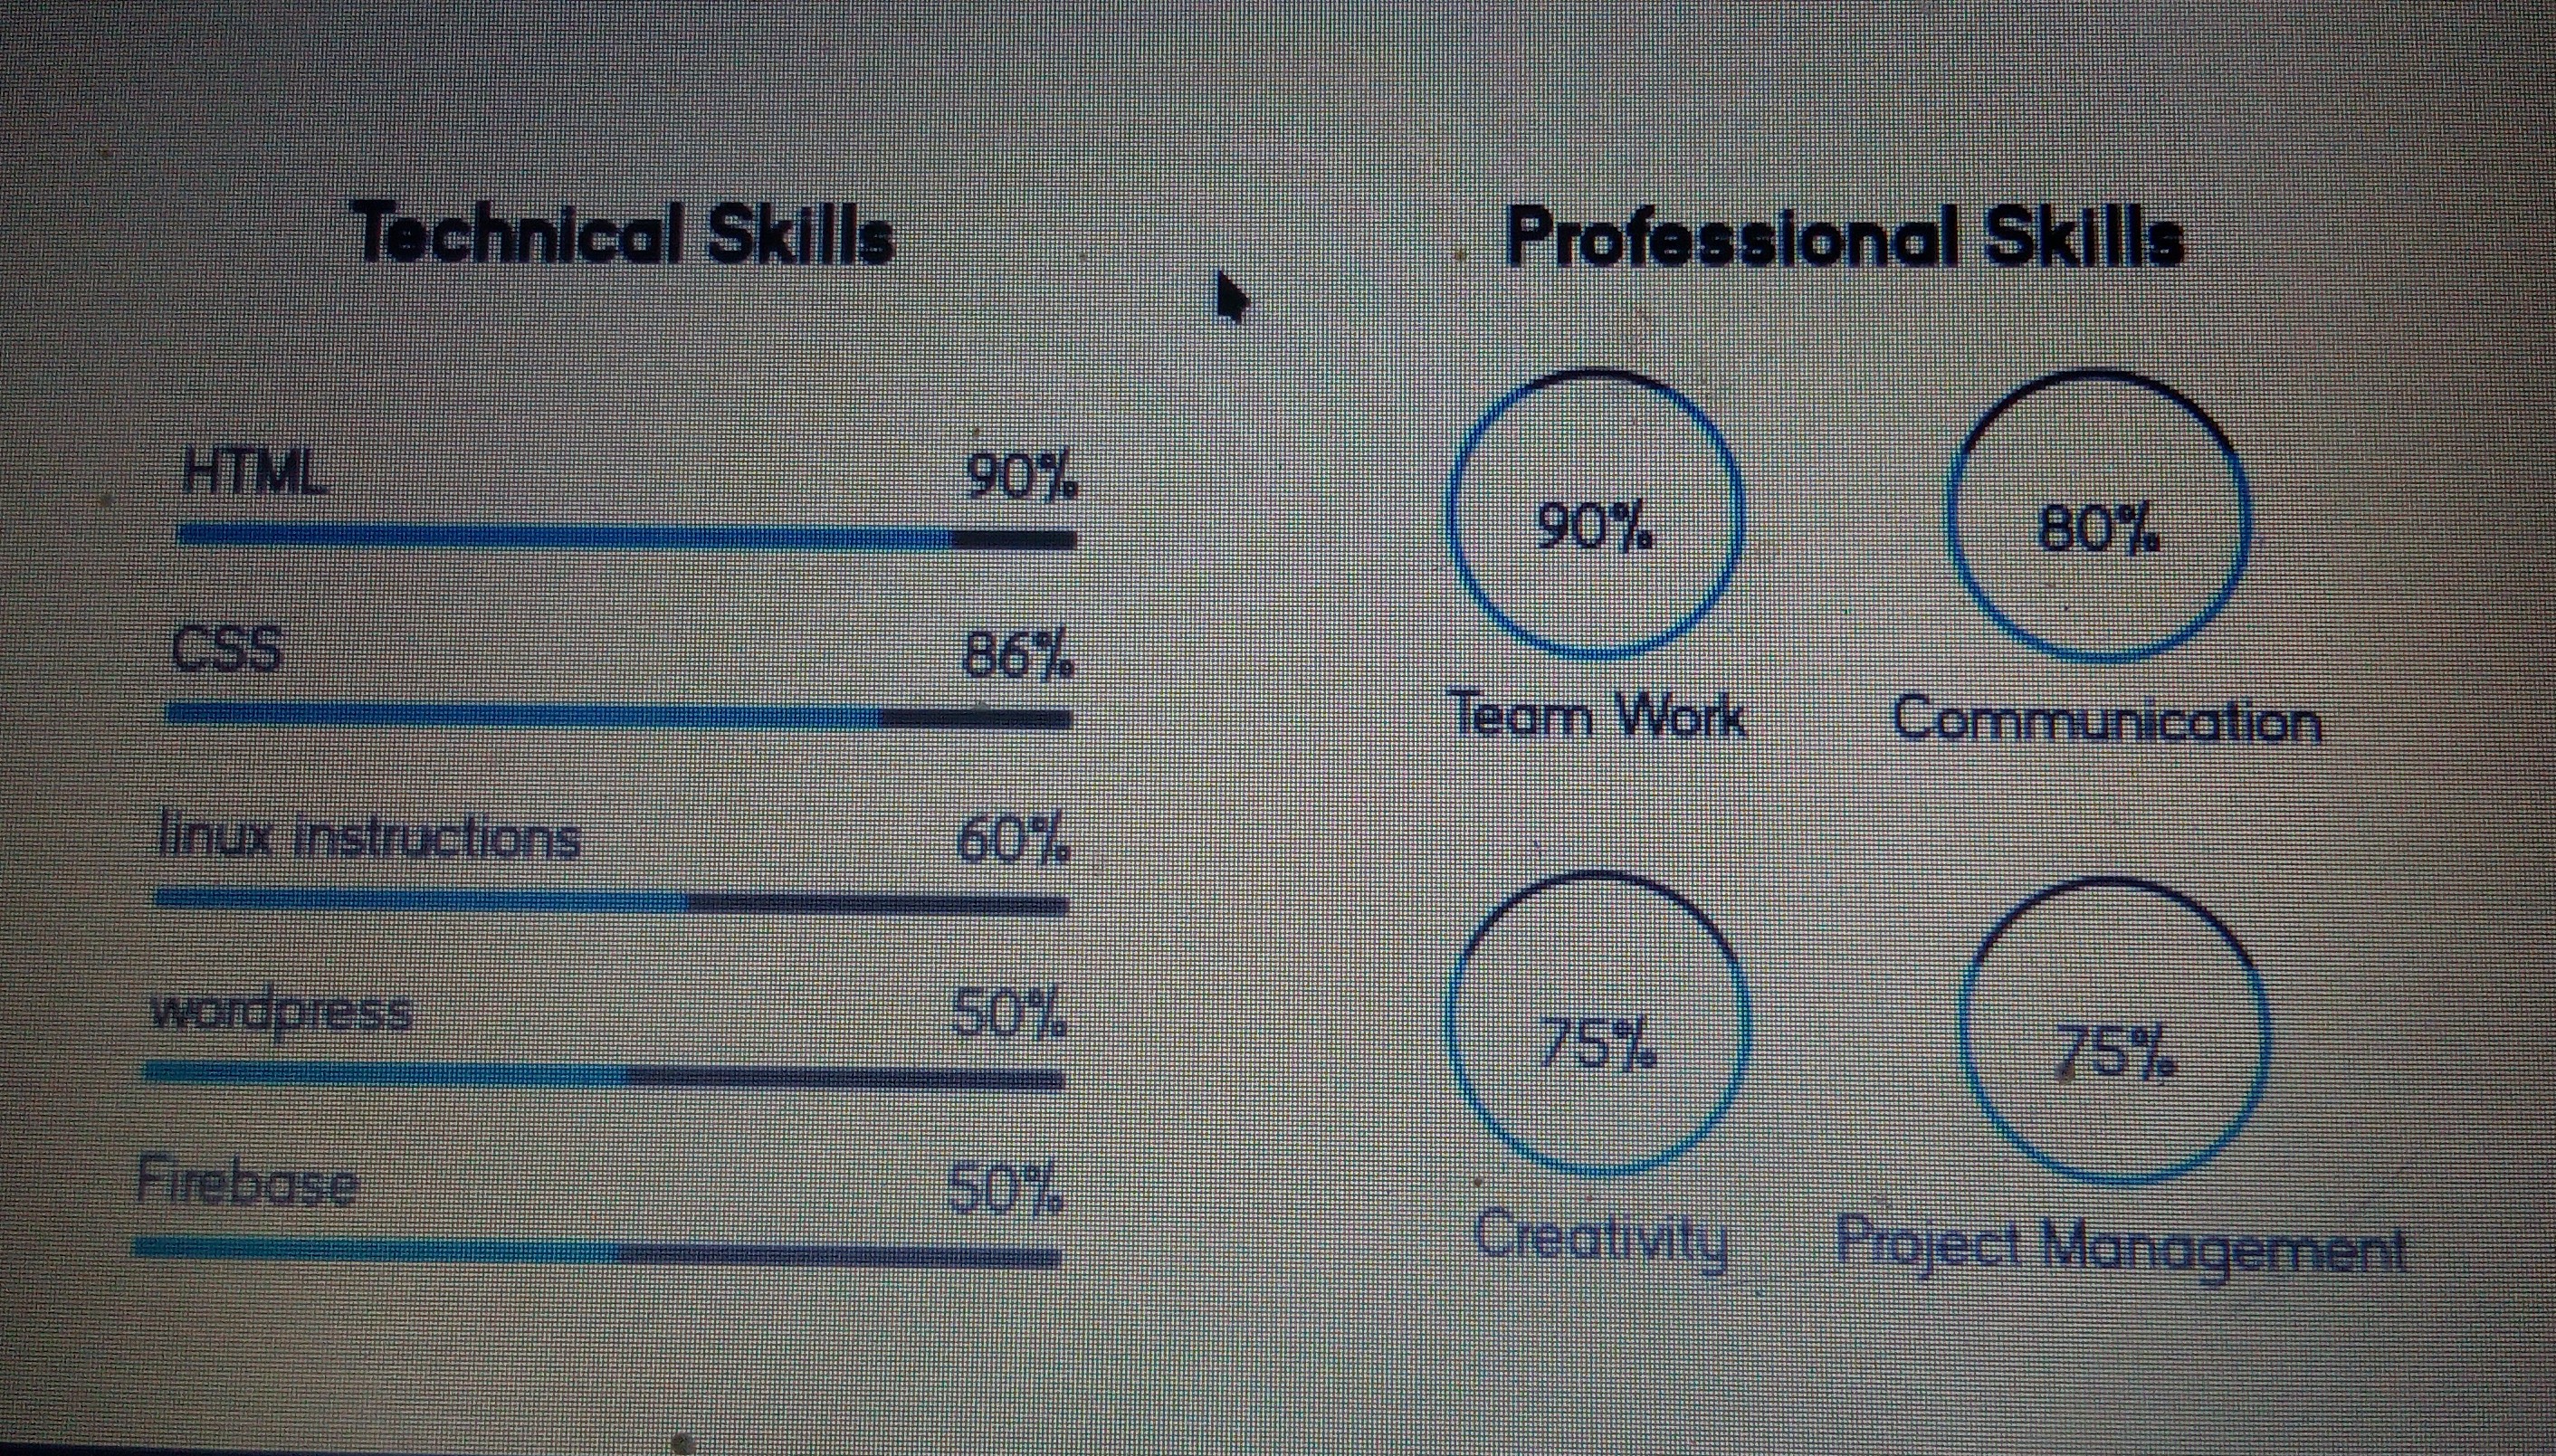 Technical Skills
HTML 90%
CSS 86%
linux instructions 60%
wordpress 50%
Firebase 50%
Professional Skills
90% 80%
Team Work Communication
75% 75%
Creativity Project Management